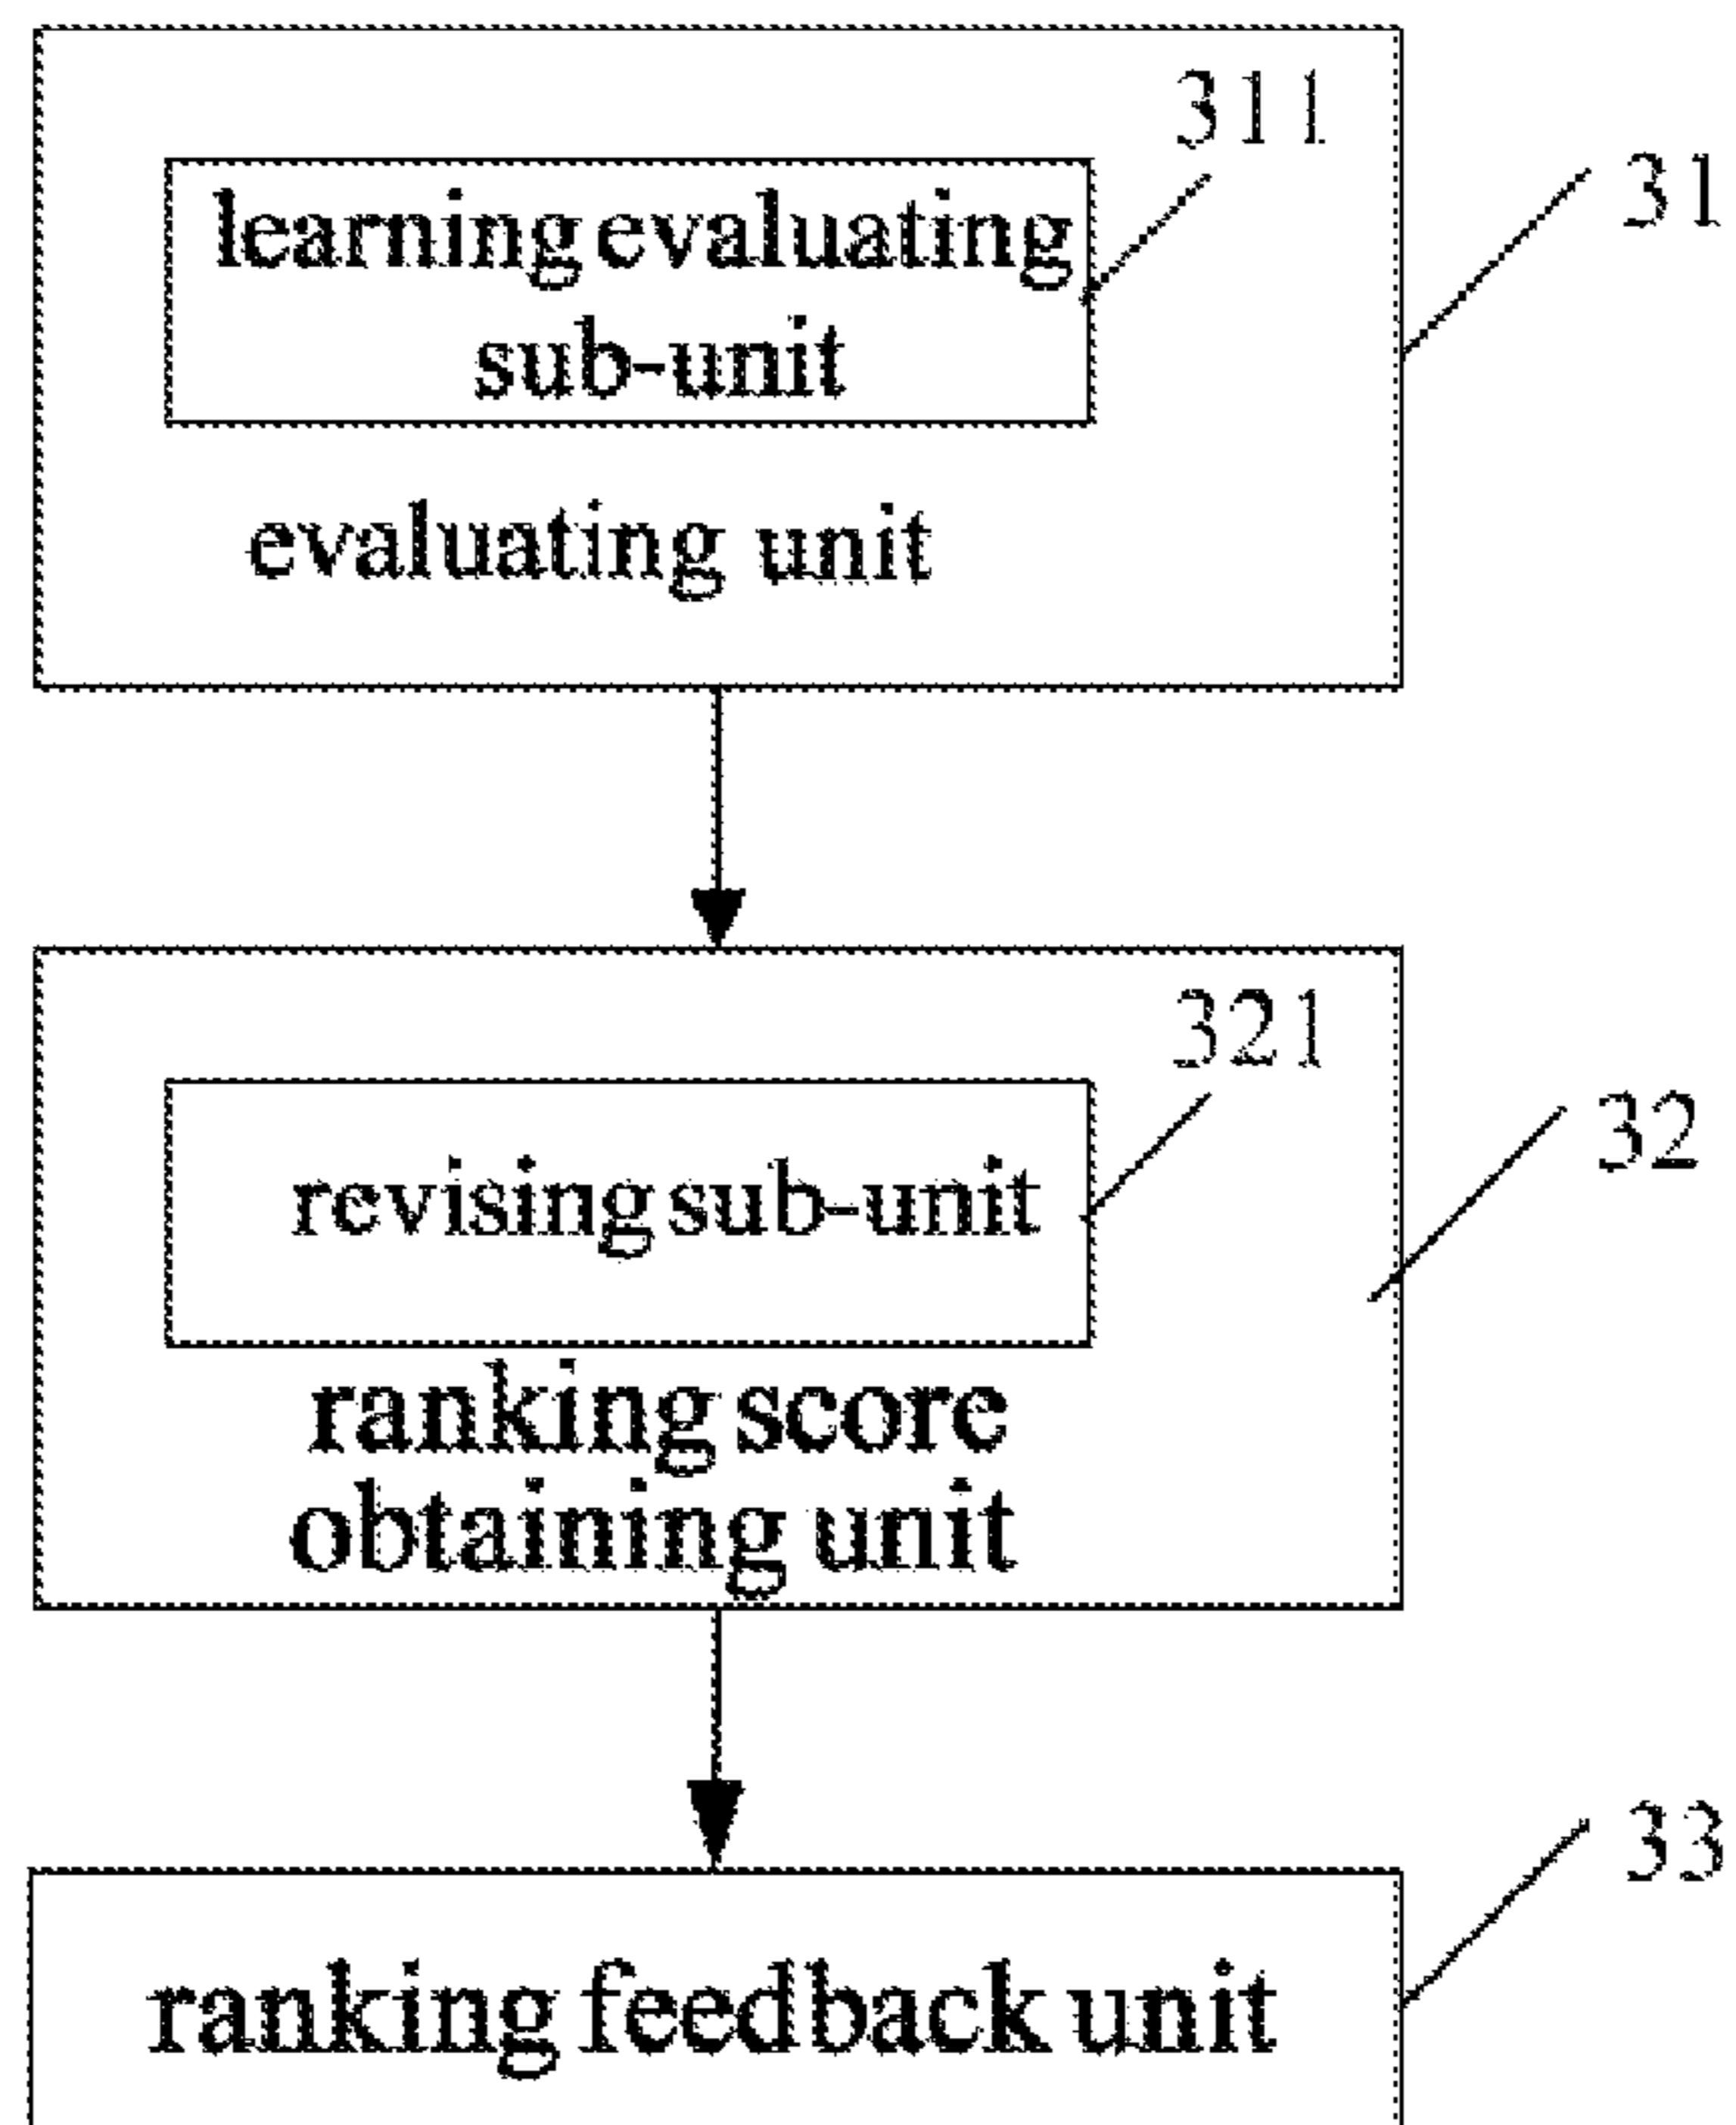 311
31
learning evaluating
sub-unit
evaluating unit
321
32
revising sub-unit
ranking score
obtaining unit
33
ranking feedback unit